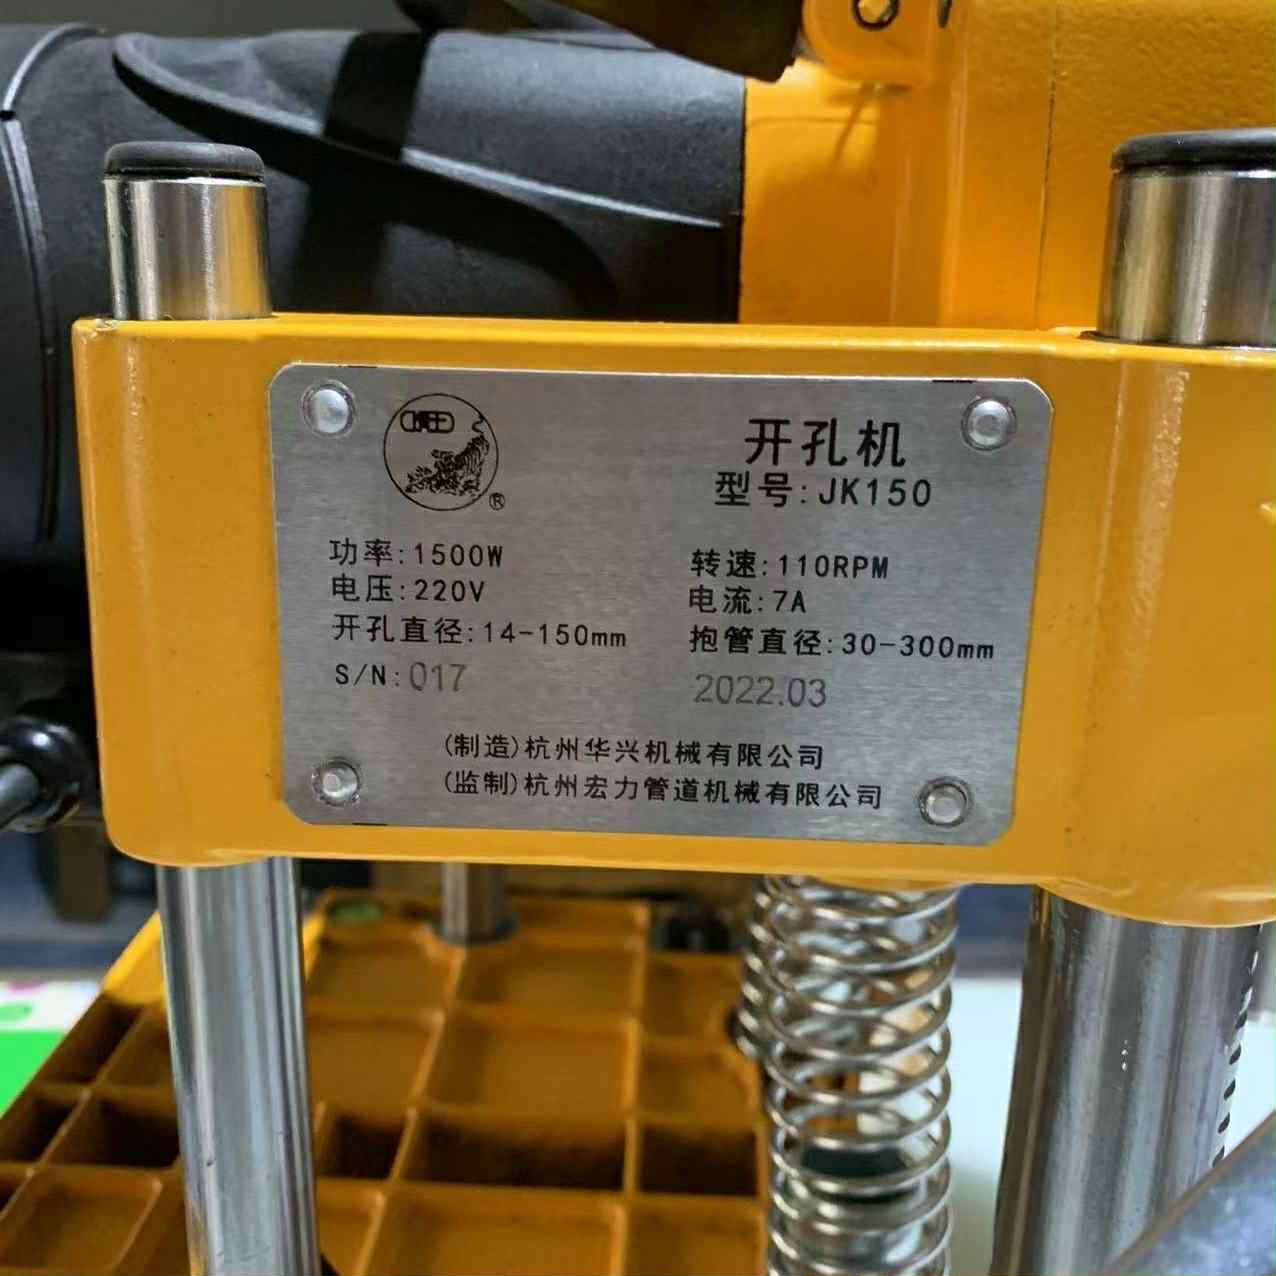 ®
开孔机
型号:JK150
功率:1500W
转速:110RPM
电压:220V
电流:7A
开孔直径:14-150mm
抱管直径:30-300mm
S/N:017
2022.03
(制造)杭州华兴机械有限公司
(监制)杭州宏力管道机械有限公司